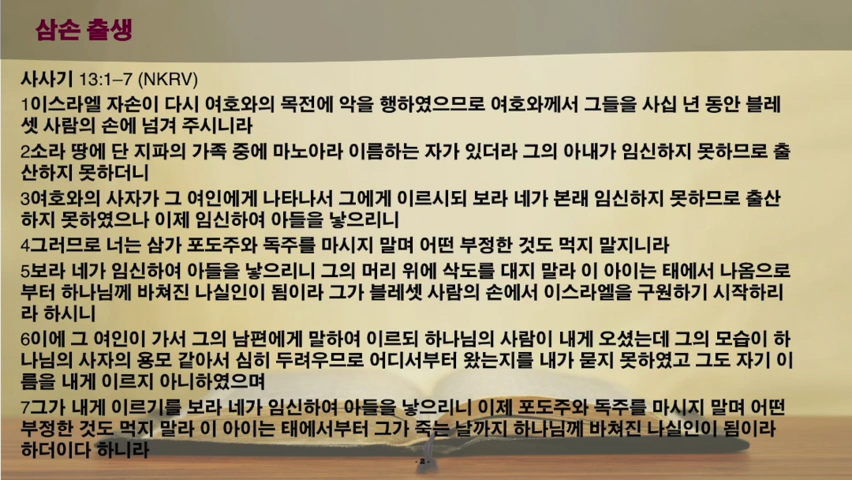 삼손 출생
사사기 13:1–7 (NKRV)
1이스라엘 자손이 다시 여호와의 목전에 악을 행하였으므로 여호와께서 그들을 사십 년 동안 블레
셋 사람의 손에 넘겨 주시니라
2소라 땅에 단 지파의 가족 중에 마노아라 이름하는 자가 있더라 그의 아내가 임신하지 못하므로 출
산하지 못하더니
3여호와의 사자가 그 여인에게 나타나서 그에게 이르시되 보라 네가 본래 임신하지 못하므로 출산
하지 못하였으나 이제 임신하여 아들을 낳으리니
4그러므로 너는 삼가 포도주와 독주를 마시지 말며 어떤 부정한 것도 먹지 말지니라
5보라 네가 임신하여 아들을 낳으리니 그의 머리 위에 삭도를 대지 말라 이 아이는 태에서 나옴으로
부터 하나님께 바쳐진 나실인이 됨이라 그가 블레셋 사람의 손에서 이스라엘을 구원하기 시작하리
라 하시니
6이에 그 여인이 가서 그의 남편에게 말하여 이르되 하나님의 사람이 내게 오셨는데 그의 모습이 하
나님의 사자의 용모 같아서 심히 두려우므로 어디서부터 왔는지를 내가 묻지 못하였고 그도 자기 이
름을 내게 이르지 아니하였으며
7그가 내게 이르기를 보라 네가 임신하여 아들을 낳으리니 이제 포도주와 독주를 마시지 말며 어떤
부정한 것도 먹지 말라 이 아이는 태에서부터 그가 죽는 날까지 하나님께 바쳐진 나실인이 됨이라
하더이다 하니라
- 2 -